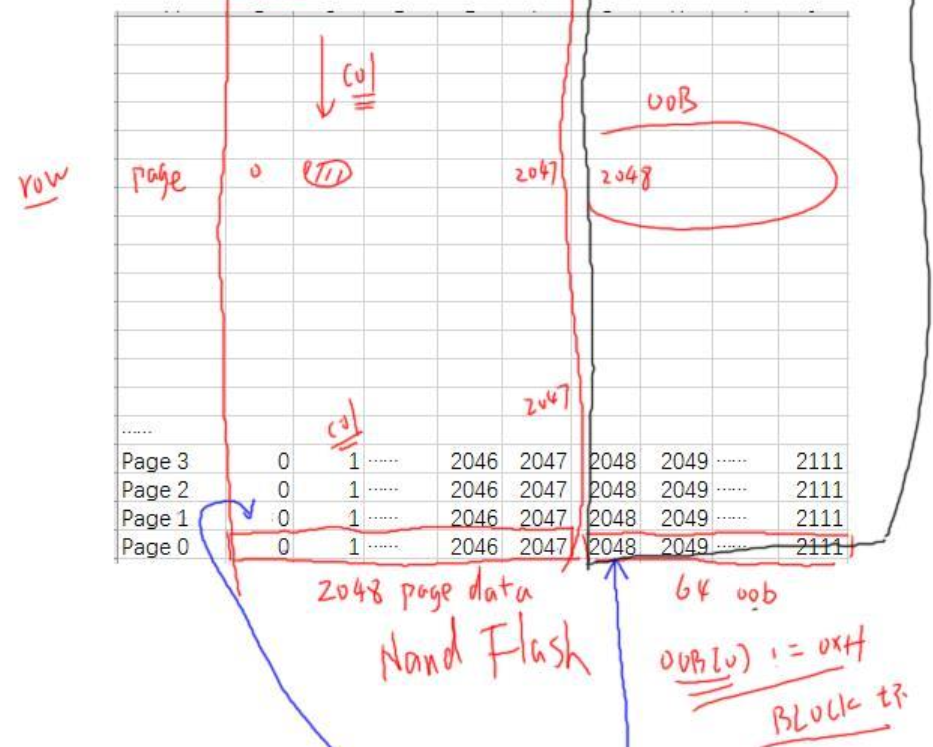 col
OOB
row page 0 2047 2048
2047
col
……
Page 3 0 1 …… 2046 2047 2048 2049 …… 2111
Page 2 0 1 …… 2046 2047 2048 2049 …… 2111
Page 1 0 1 …… 2046 2047 2048 2049 …… 2111
Page 0 0 1 …… 2046 2047 2048 2049 …… 2111
2048 page data 64 oob
Nand Flash
OOB[0] != 0xff
BLOCK